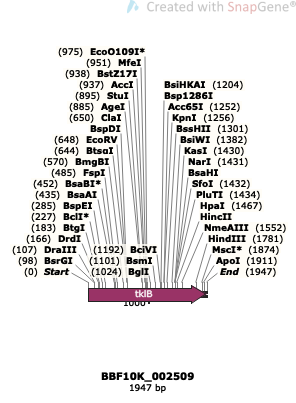 Created with SnapGene®
(975) EcoO109I*
(951) MfeI
(938) BstZ17I
(937) AccI
(895) StuI
(885) AgeI
(650) ClaI
BspDI
(648) EcoRV
(644) BtsαI
(570) BmgBI
(485) FspI
(452) BsaBI*
(435) BsaAI
(285) BspEI
(227) BclI*
(183) BtgI
(166) DrdI
(107) DraIII
(98) BsrGI
(0) Start
(1192) BciVI
(1101) BsmI
(1024) BglI
BsiHKAI (1204)
Bsp1286I
Acc65I (1252)
KpnI (1256)
BssHII (1301)
BsiWI (1382)
KasI (1430)
NarI (1431)
BsaHI
SfoI (1432)
PluTI (1434)
HpaI (1467)
HincII
NmeAIII (1552)
HindIII (1781)
MscI* (1874)
ApoI (1911)
End (1947)
tklB
1000
BBF10K_002509
1947 bp